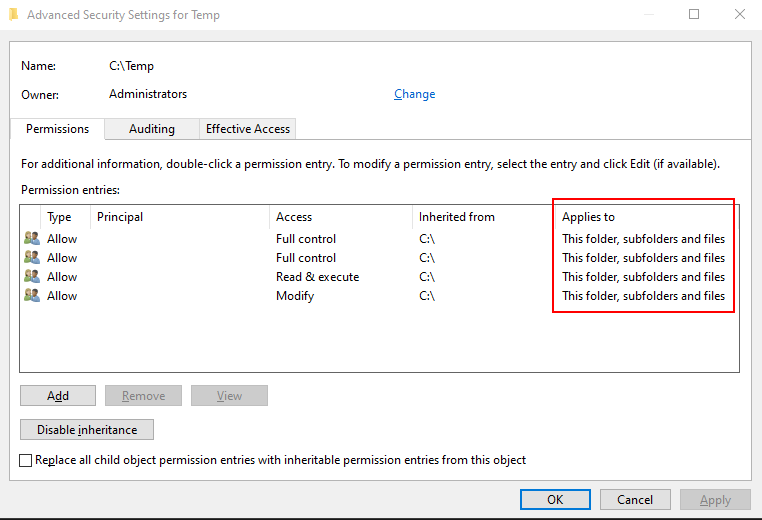 Advanced Security Settings for Temp
Name: C:\Temp
Owner: Administrators Change
Permissions Auditing Effective Access
For additional information, double-click a permission entry. To modify a permission entry, select the entry and click Edit (if available).
Permission entries:
Type Principal Access Inherited from Applies to
Allow Full control C:\ This folder, subfolders and files
Allow Full control C:\ This folder, subfolders and files
Allow Read & execute C:\ This folder, subfolders and files
Allow Modify C:\ This folder, subfolders and files
Add Remove View
Disable inheritance
Replace all child object permission entries with inheritable permission entries from this object
OK Cancel Apply